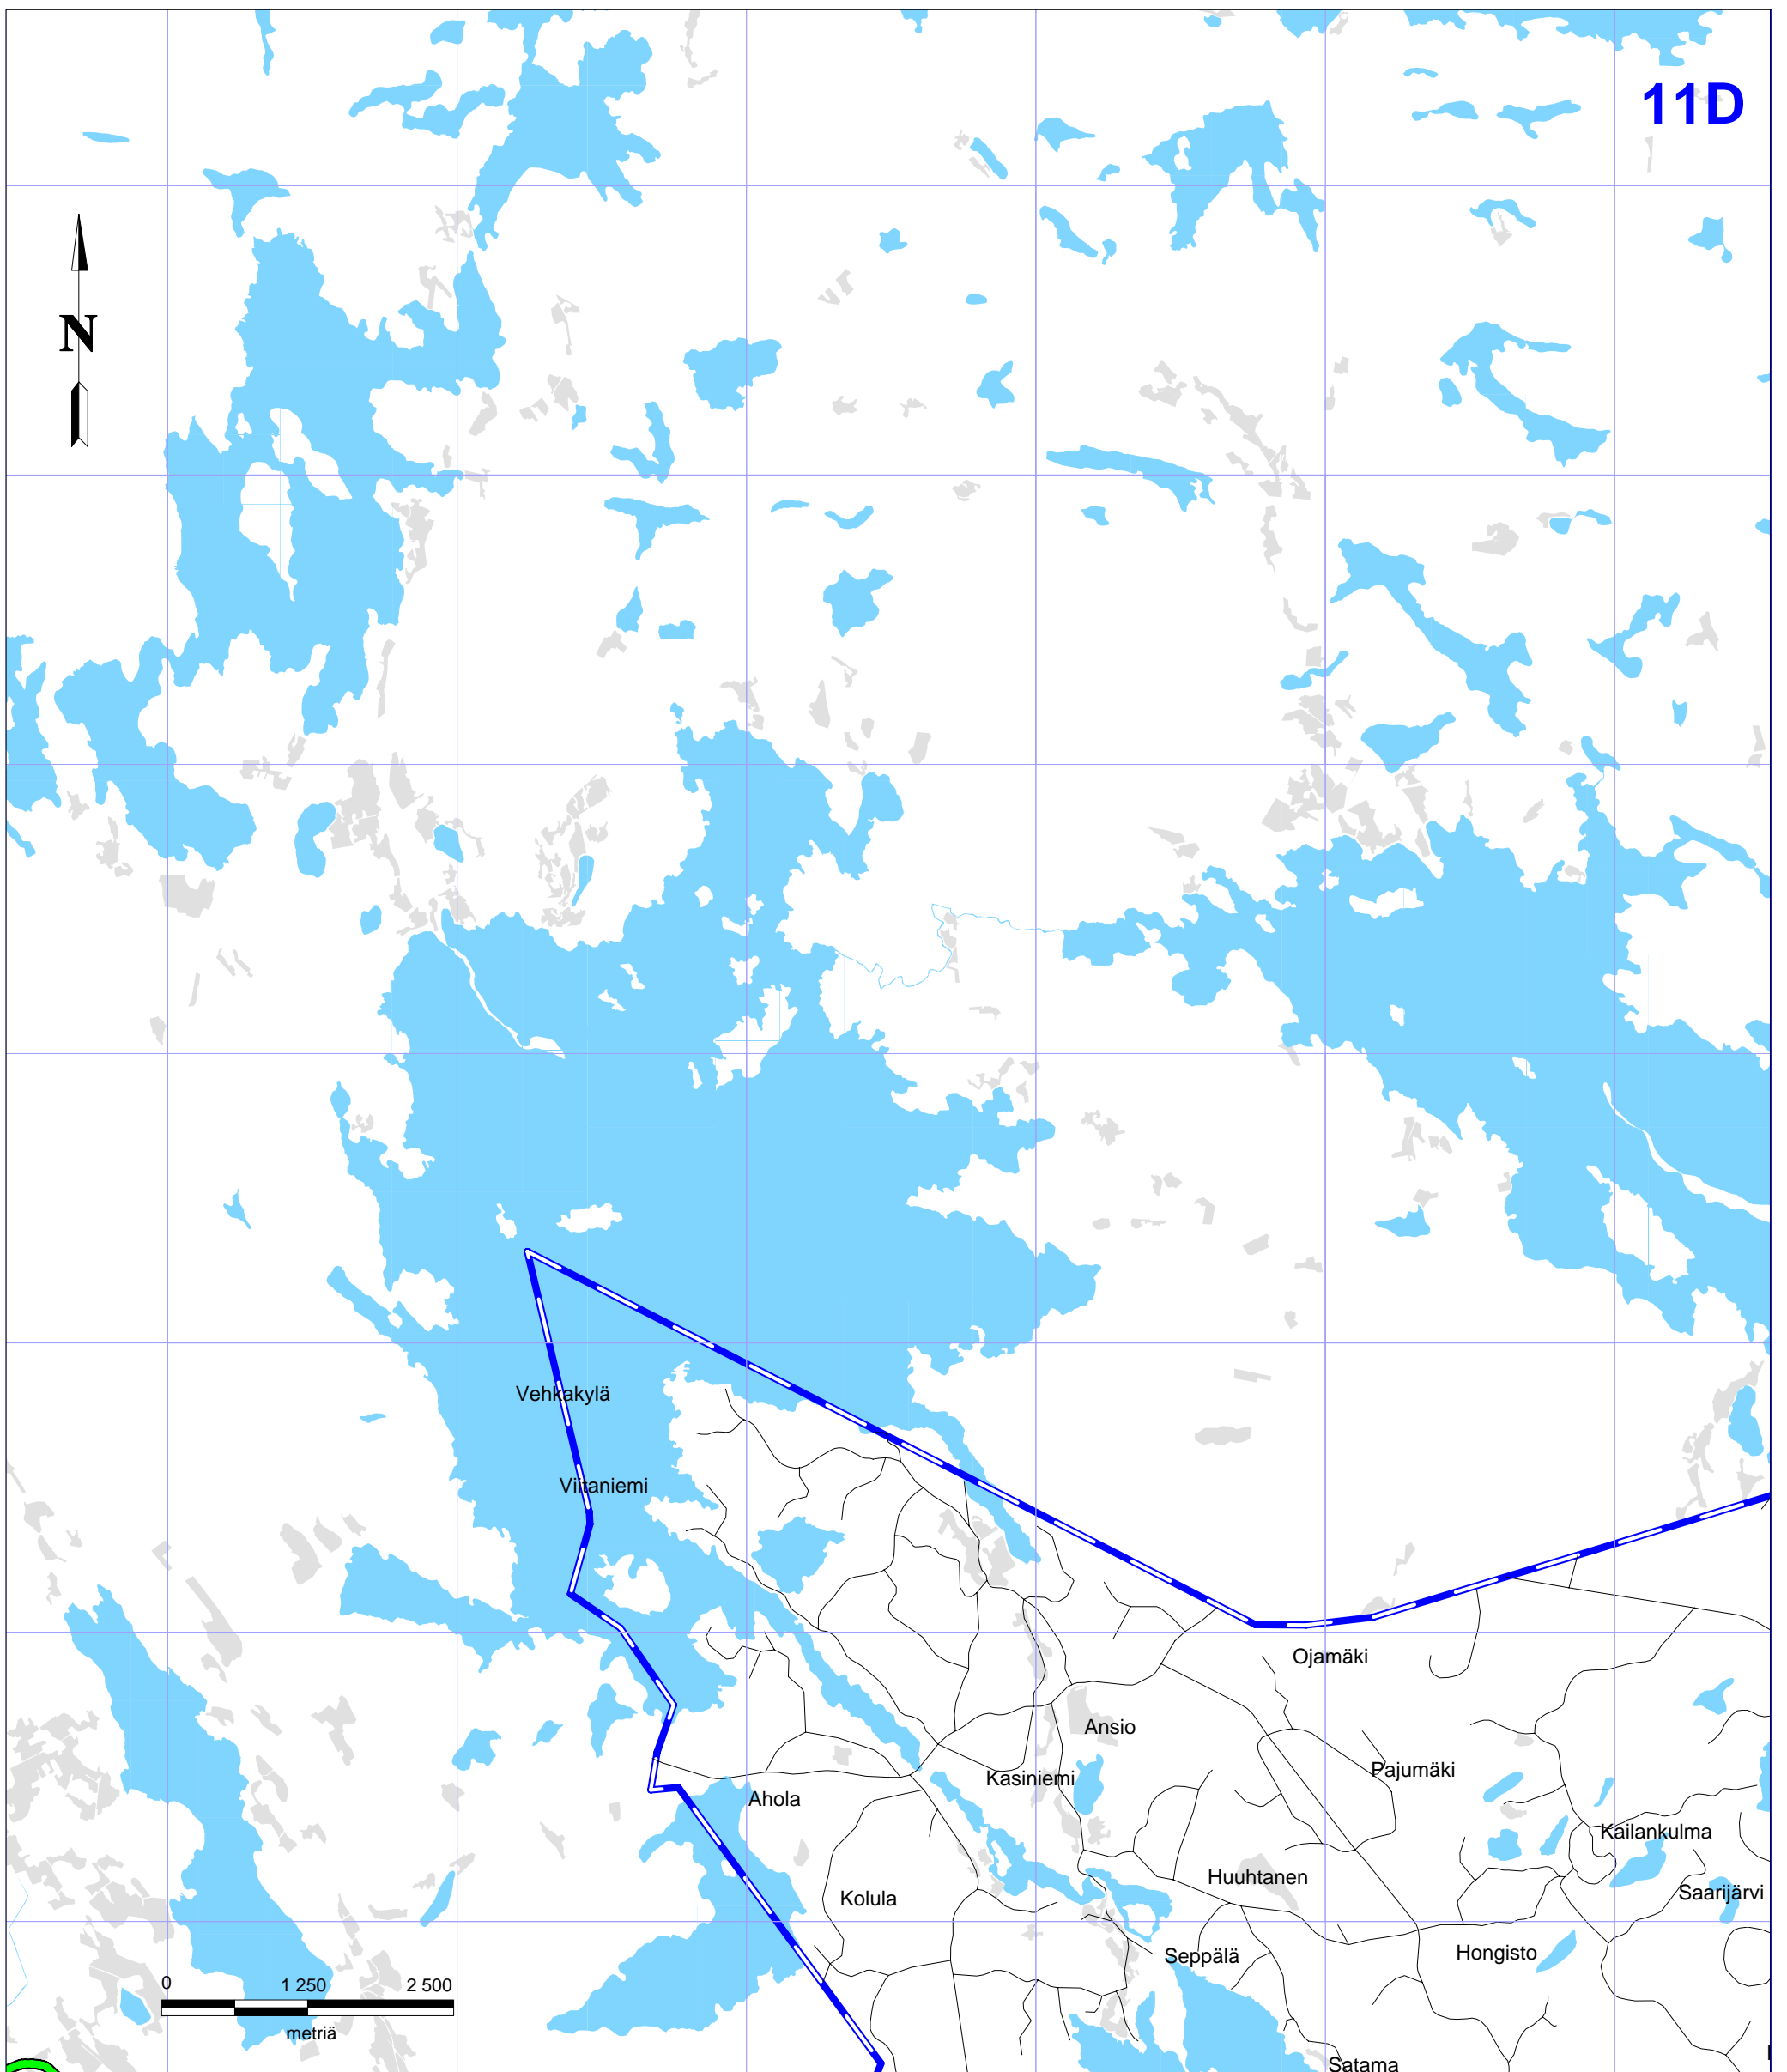 11D
N
Vehkakylä
Viitaniemi
Ojamäki
Ansio
Pajumäki
Kasiniemi
Ahola
Kailankulma
Huuhtanen
Saarijärvi
Kolula
Hongisto
Seppälä
0 1 250 2 500
metriä
Satama